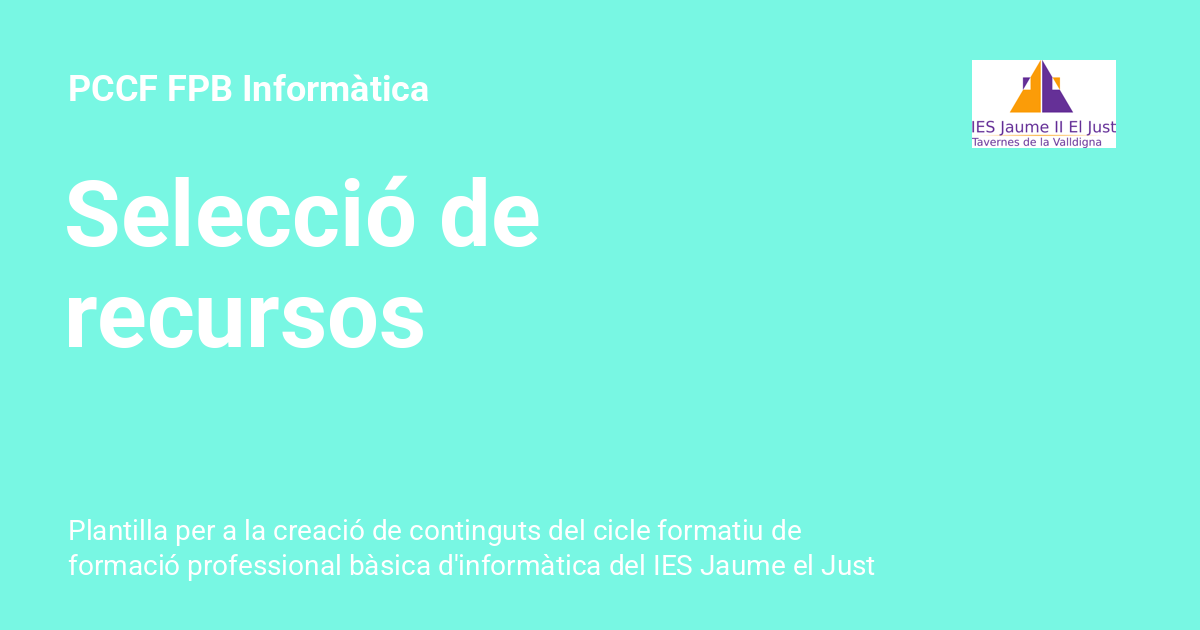 PCCF FPB Informàtica
IES Jaume II El Just
Tavernes de la Valldigna
Selecció de
recursos
Plantilla per a la creació de continguts del cicle formatiu de
formació professional bàsica d'informàtica del IES Jaume el Just